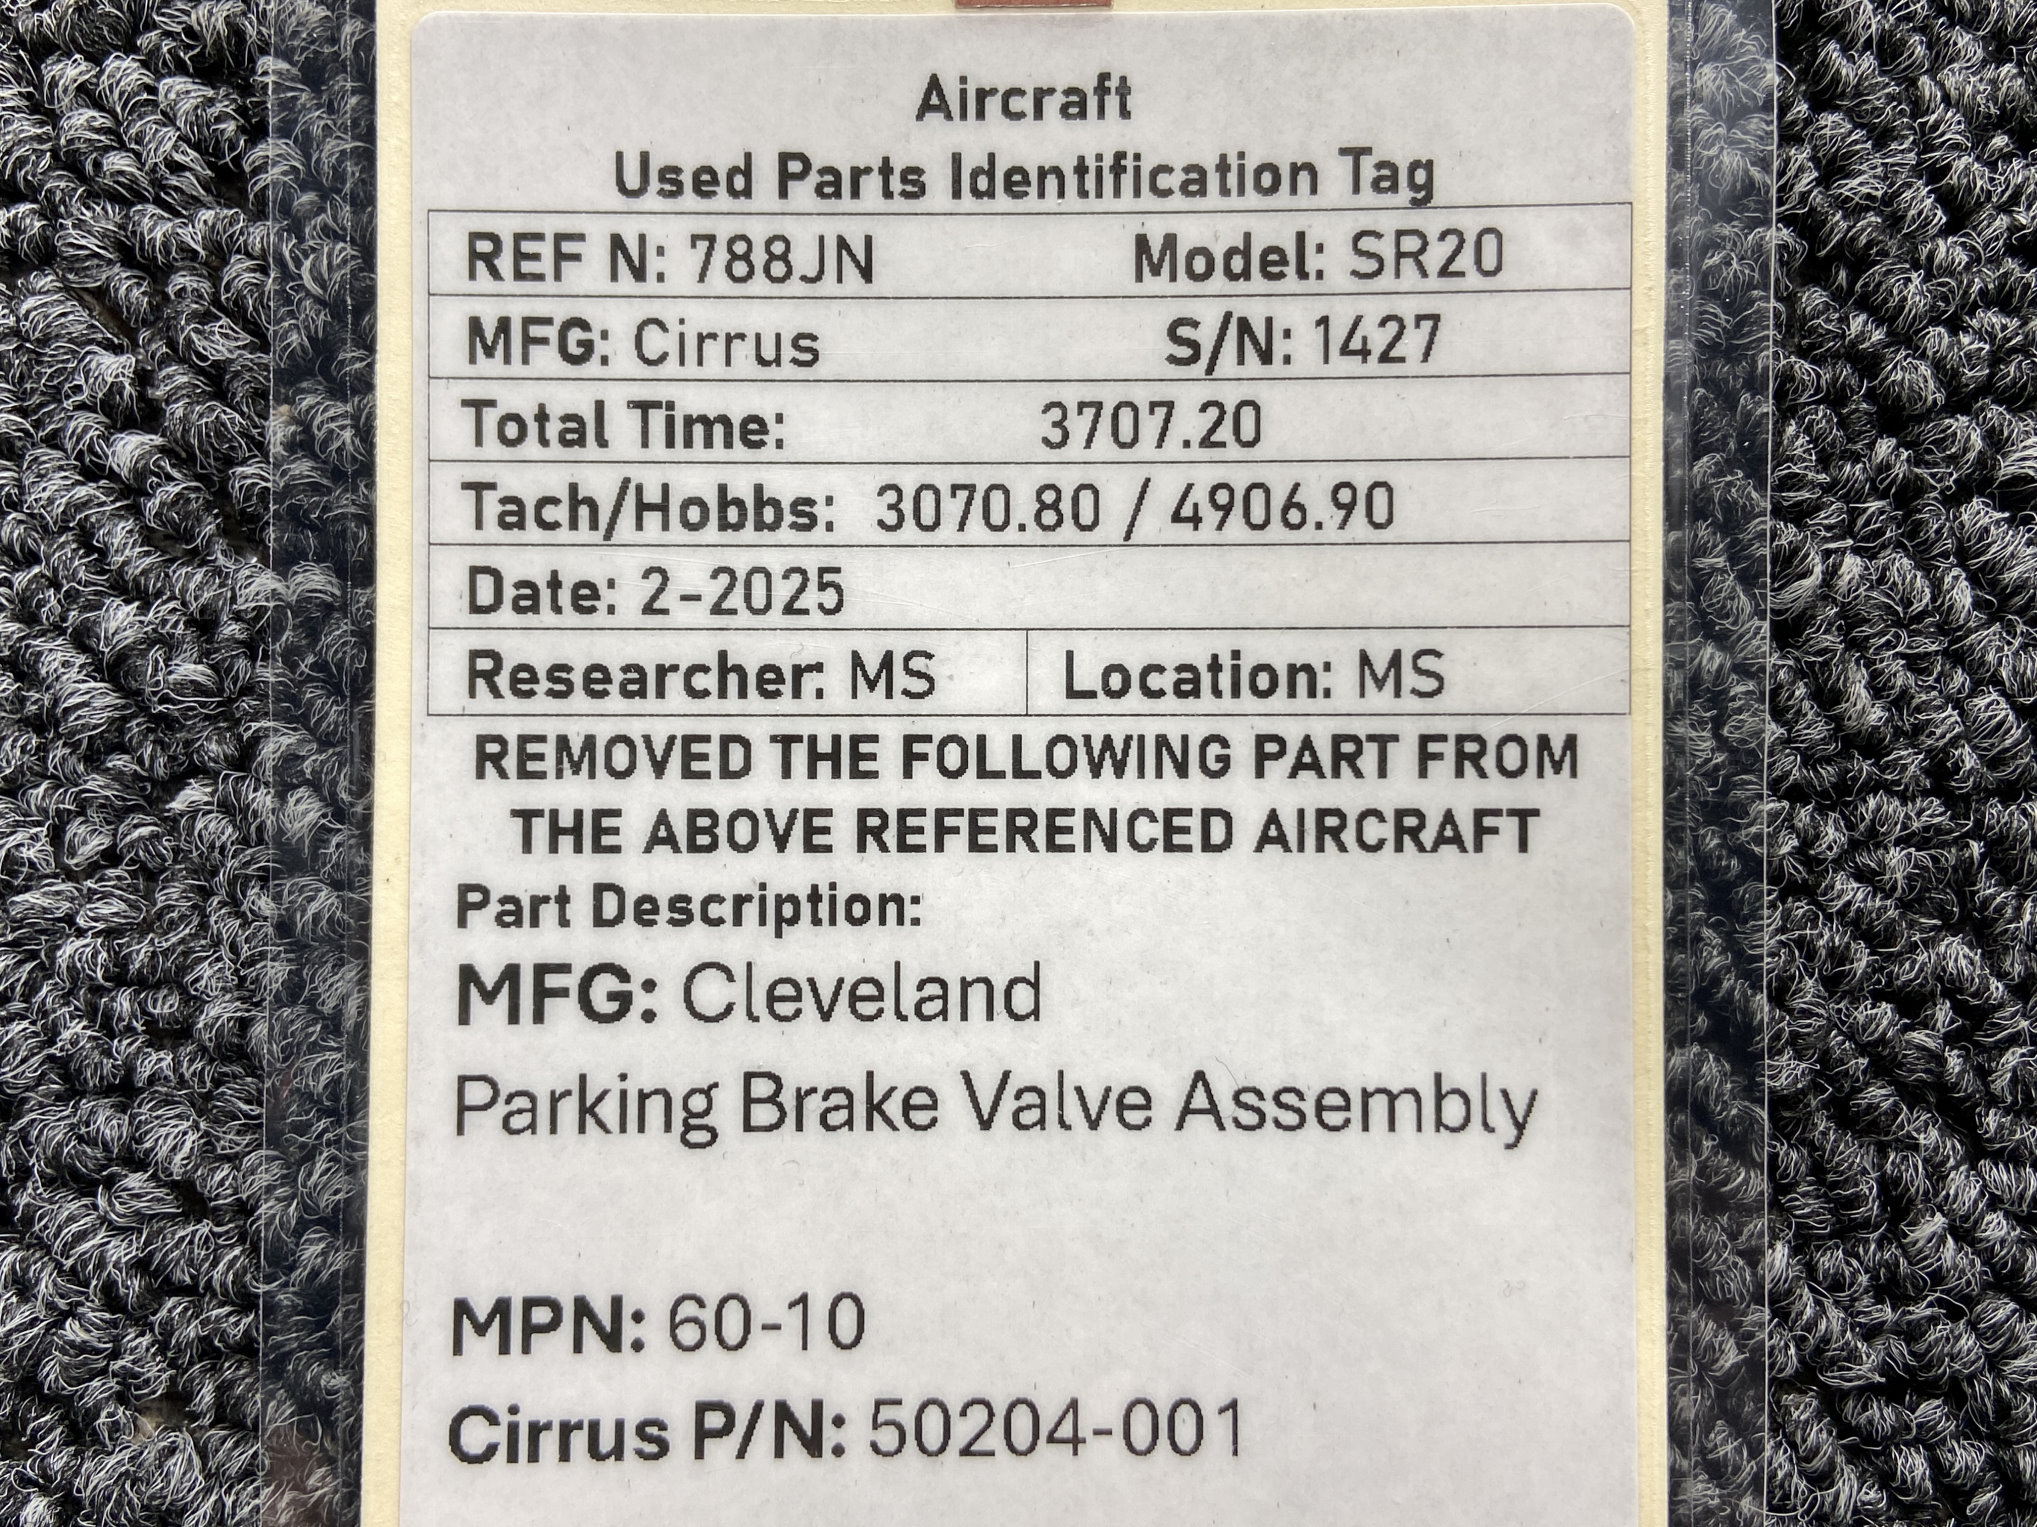 Aircraft
Used Parts Identification Tag
REF N: 788JN Model: SR20
MFG: Cirrus S/N: 1427
Total Time: 3707.20
Tach/Hobbs: 3070.80 / 4906.90
Date: 2-2025
Researcher: MS Location: MS
REMOVED THE FOLLOWING PART FROM
THE ABOVE REFERENCED AIRCRAFT
Part Description:
MFG: Cleveland
Parking Brake Valve Assembly
MPN: 60-10
Cirrus P/N: 50204-001